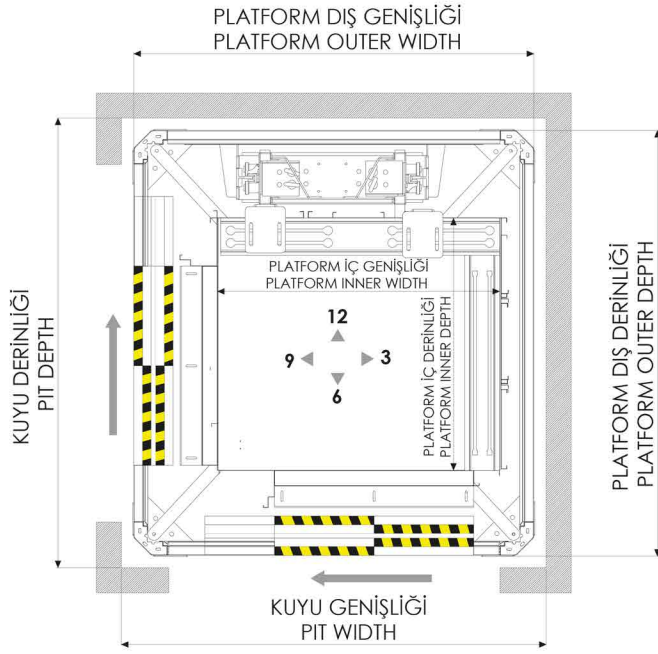 PLATFORM DIŞ GENİŞLİĞİ
PLATFORM OUTER WIDTH
PLATFORM İÇ GENİŞLİĞİ
PLATFORM INNER WIDTH
12
9
3
6
PLATFORM İÇ DERİNLİĞİ
PLATFORM INNER DEPTH
KUYU DERİNLİĞİ
PIT DEPTH
PLATFORM DIŞ DERİNLİĞİ
PLATFORM OUTER DEPTH
KUYU GENİŞLİĞİ
PIT WIDTH